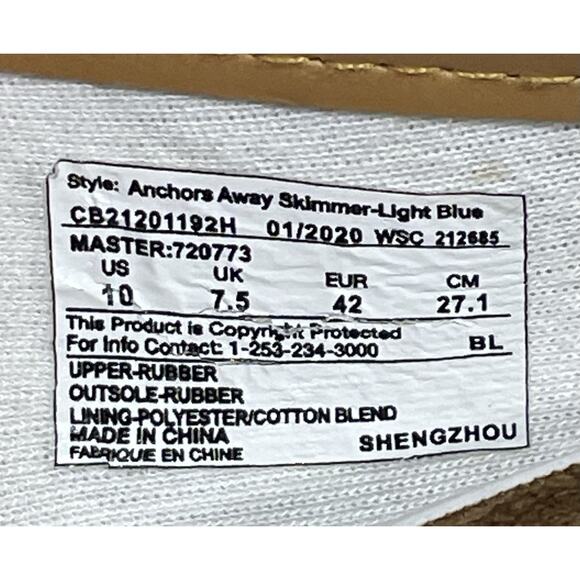 Style: Anchors Away Skimmer-Light Blue
CB21201192H 01/2020 WSC 212685
MASTER:720773
US UK EUR CM
10 7.5 42 27.1
This Product is Copyright Protected
For Info Contact: 1-253-234-3000 BL
UPPER-RUBBER
OUTSOLE-RUBBER
LINING-POLYESTER/COTTON BLEND
MADE IN CHINA SHENGZHOU
FABRIQUE EN CHINE